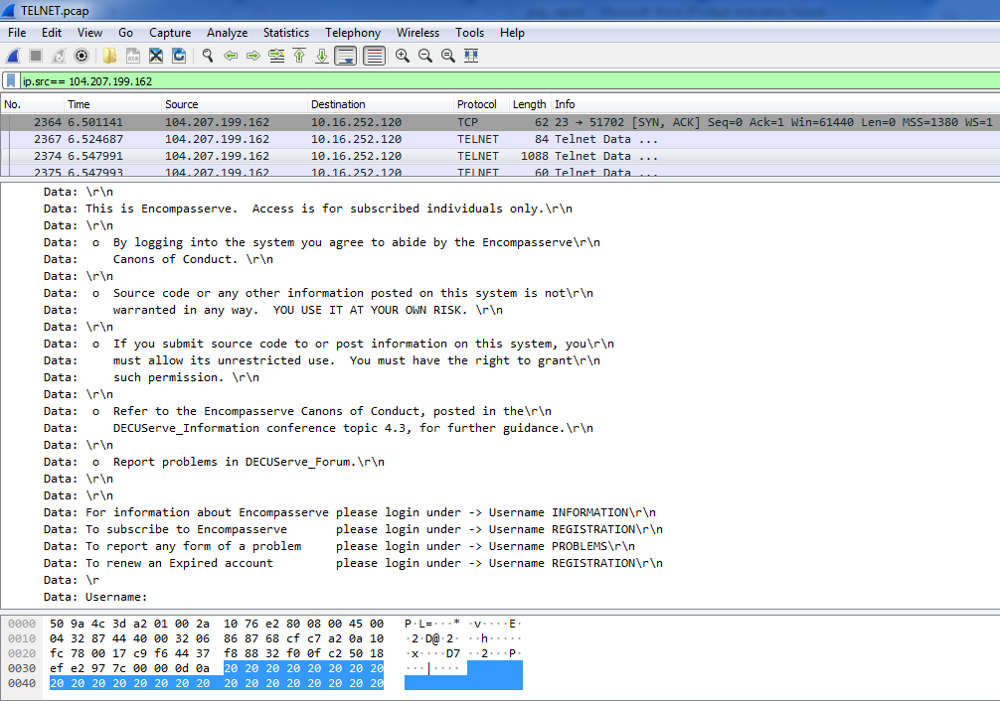 TELNET.pcap
File Edit View Go Capture Analyze Statistics Telephony Wireless Tools Help
ip.src== 104.207.199.162
No. Time Source Destination Protocol Length Info
2364 6.501141 104.207.199.162 10.16.252.120 TCP 62 23 → 51702 [SYN, ACK] Seq=0 Ack=1 Win=61440 Len=0 MSS=1380 WS=1
2367 6.524687 104.207.199.162 10.16.252.120 TELNET 84 Telnet Data ...
2374 6.547991 104.207.199.162 10.16.252.120 TELNET 1088 Telnet Data ...
2375 6.547993 104.207.199.162 10.16.252.120 TELNET 60 Telnet Data ...
Data: \r\n
Data: This is Encompasserve.  Access is for subscribed individuals only.\r\n
Data: \r\n
Data:  o  By logging into the system you agree to abide by the Encompasserve\r\n
Data:     Canons of Conduct. \r\n
Data: \r\n
Data:  o  Source code or any other information posted on this system is not\r\n
Data:     warranted in any way.  YOU USE IT AT YOUR OWN RISK. \r\n
Data: \r\n
Data:  o  If you submit source code to or post information on this system, you\r\n
Data:     must allow its unrestricted use.  You must have the right to grant\r\n
Data:     such permission. \r\n
Data: \r\n
Data:  o  Refer to the Encompasserve Canons of Conduct, posted in the\r\n
Data:     DECUServe_Information conference topic 4.3, for further guidance.\r\n
Data: \r\n
Data:  o  Report problems in DECUServe_Forum.\r\n
Data: \r\n
Data: \r\n
Data: For information about Encompasserve please login under -> Username INFORMATION\r\n
Data: To subscribe to Encompasserve       please login under -> Username REGISTRATION\r\n
Data: To report any form of a problem     please login under -> Username PROBLEMS\r\n
Data: To renew an Expired account         please login under -> Username REGISTRATION\r\n
Data: \r
Data: Username:
0000 50 9a 4c 3d a2 01 00 2a 10 76 e2 80 08 00 45 00 P·L=···* ·v····E·
0010 04 32 87 44 40 00 32 06 86 87 68 cf c7 a2 0a 10 ·2·D@·2· ··h·····
0020 fc 78 00 17 c9 f6 44 37 f8 88 32 f0 0f c2 50 18 ·x····D7 ··2···P·
0030 ef e2 97 7c 00 00 0d 0a 20 20 20 20 20 20 20 20 ···|····
0040 20 20 20 20 20 20 20 20 20 20 20 20 20 20 20 20